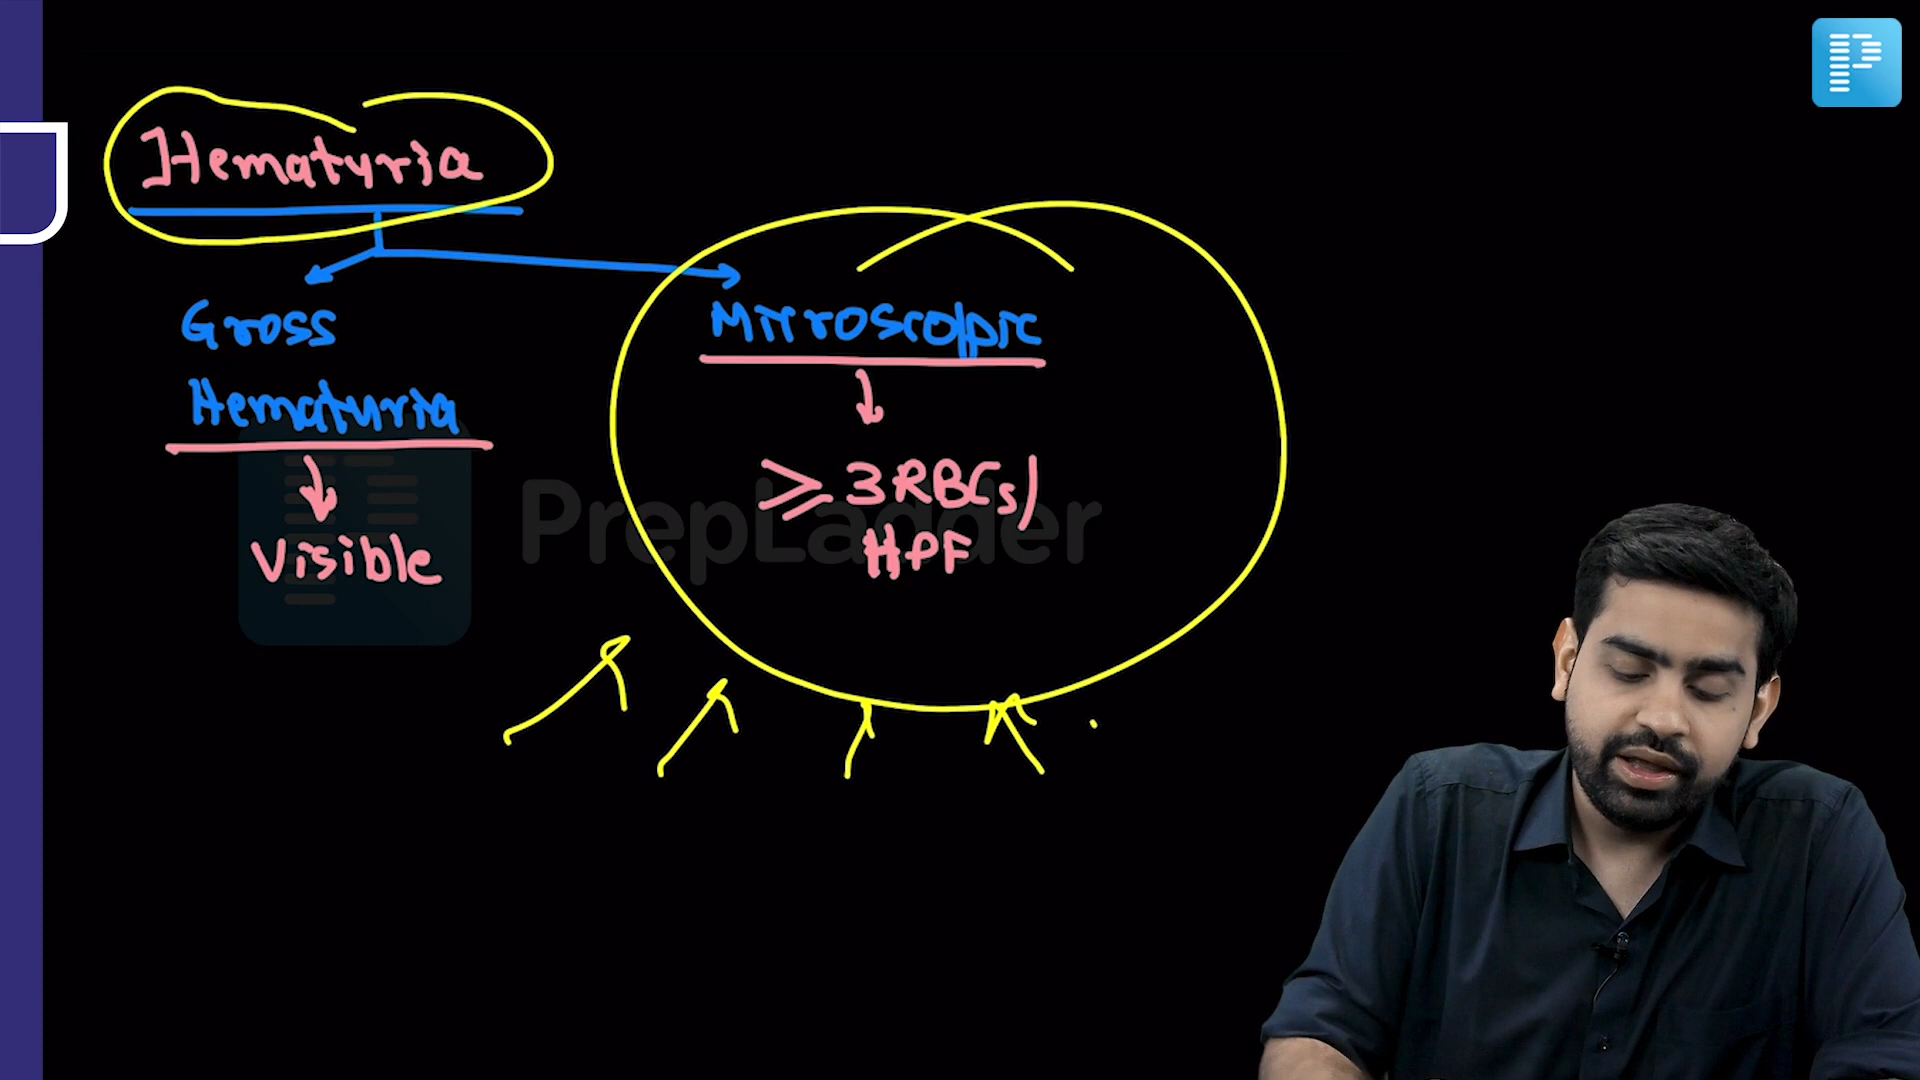 Hematuria
Gross
Hematuria
Visible
Microscopic
≥ 3 RBCs/
HPF
PrepLadder